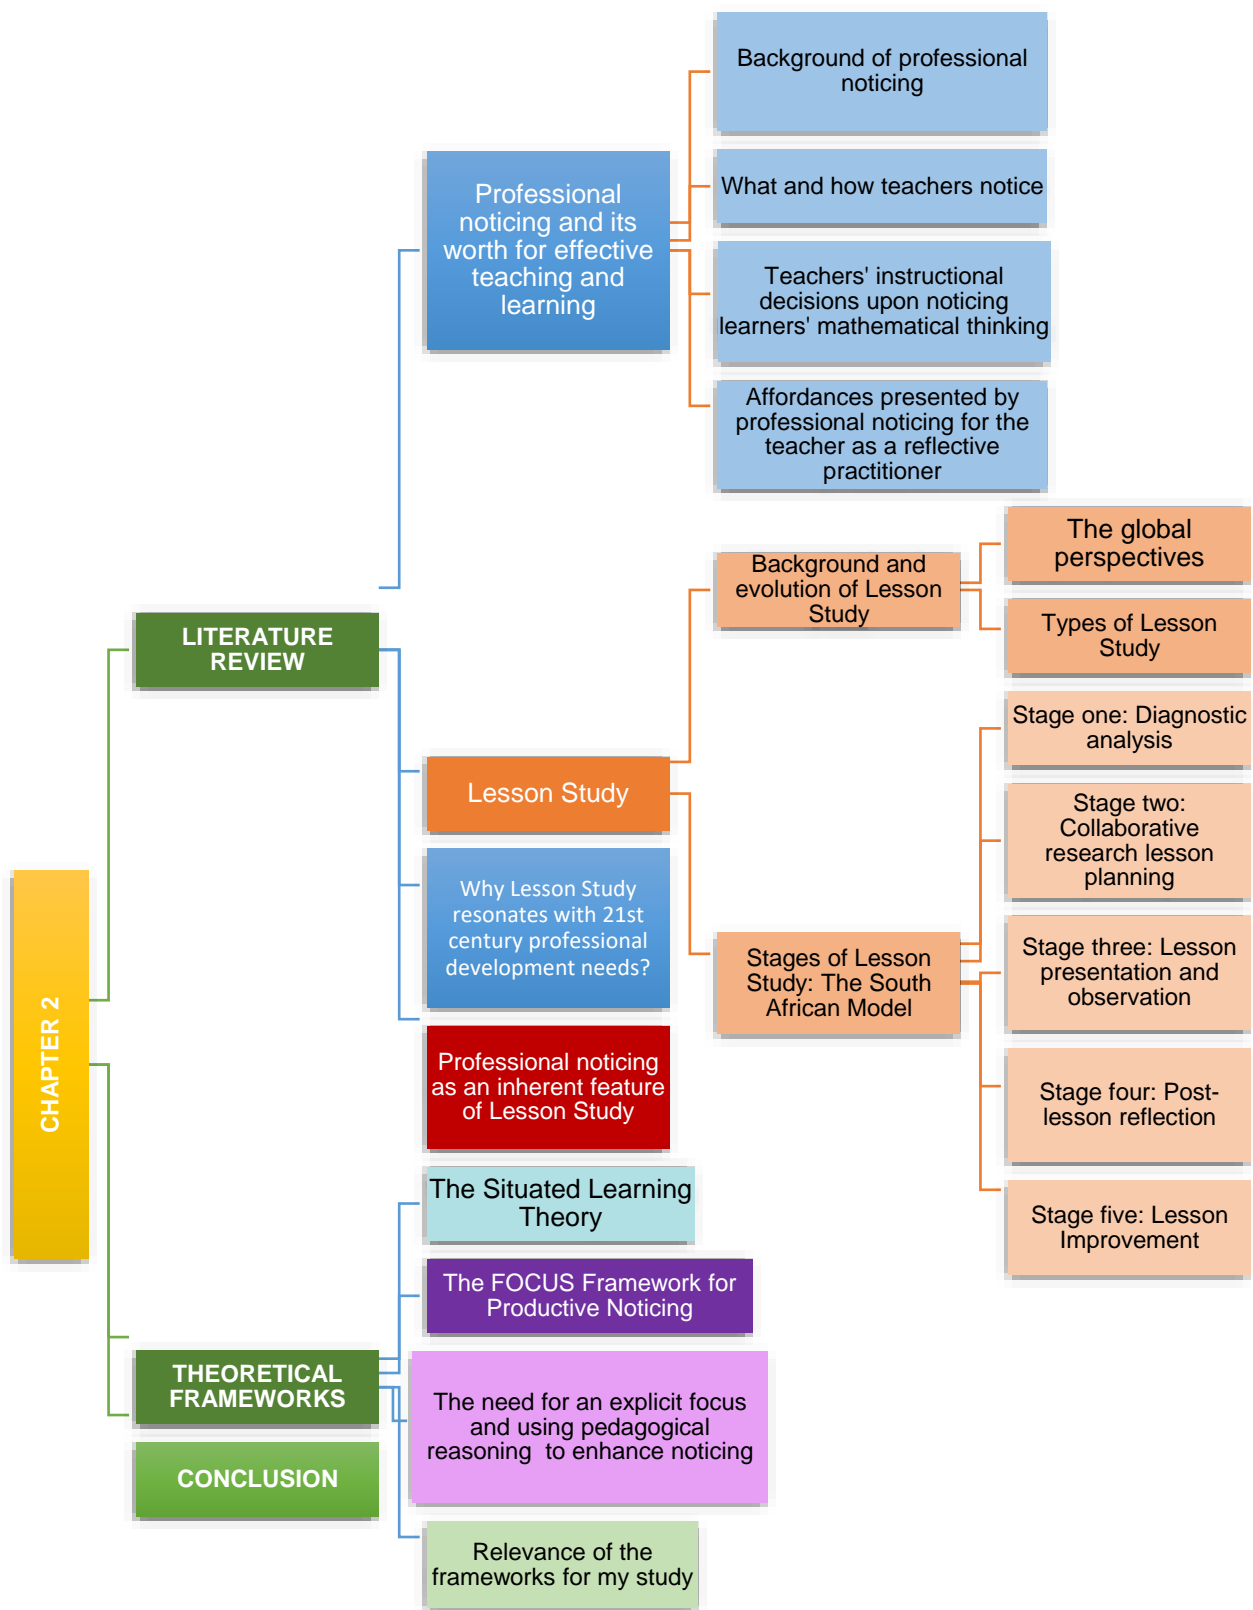 CHAPTER 2
LITERATURE
REVIEW
Professional
noticing and its
worth for effective
teaching and
learning
Background of professional
noticing
What and how teachers notice
Teachers' instructional
decisions upon noticing
learners' mathematical thinking
Affordances presented by
professional noticing for the
teacher as a reflective
practitioner
Lesson Study
Background and
evolution of Lesson
Study
The global
perspectives
Types of Lesson
Study
Stages of Lesson
Study: The South
African Model
Stage one: Diagnostic
analysis
Stage two:
Collaborative
research lesson
planning
Stage three: Lesson
presentation and
observation
Stage four: Post-
lesson reflection
Stage five: Lesson
Improvement
Why Lesson Study
resonates with 21st
century professional
development needs?
Professional noticing
as an inherent feature
of Lesson Study
THEORETICAL
FRAMEWORKS
The Situated Learning
Theory
The FOCUS Framework for
Productive Noticing
The need for an explicit focus
and using pedagogical
reasoning  to enhance noticing
Relevance of the
frameworks for my study
CONCLUSION